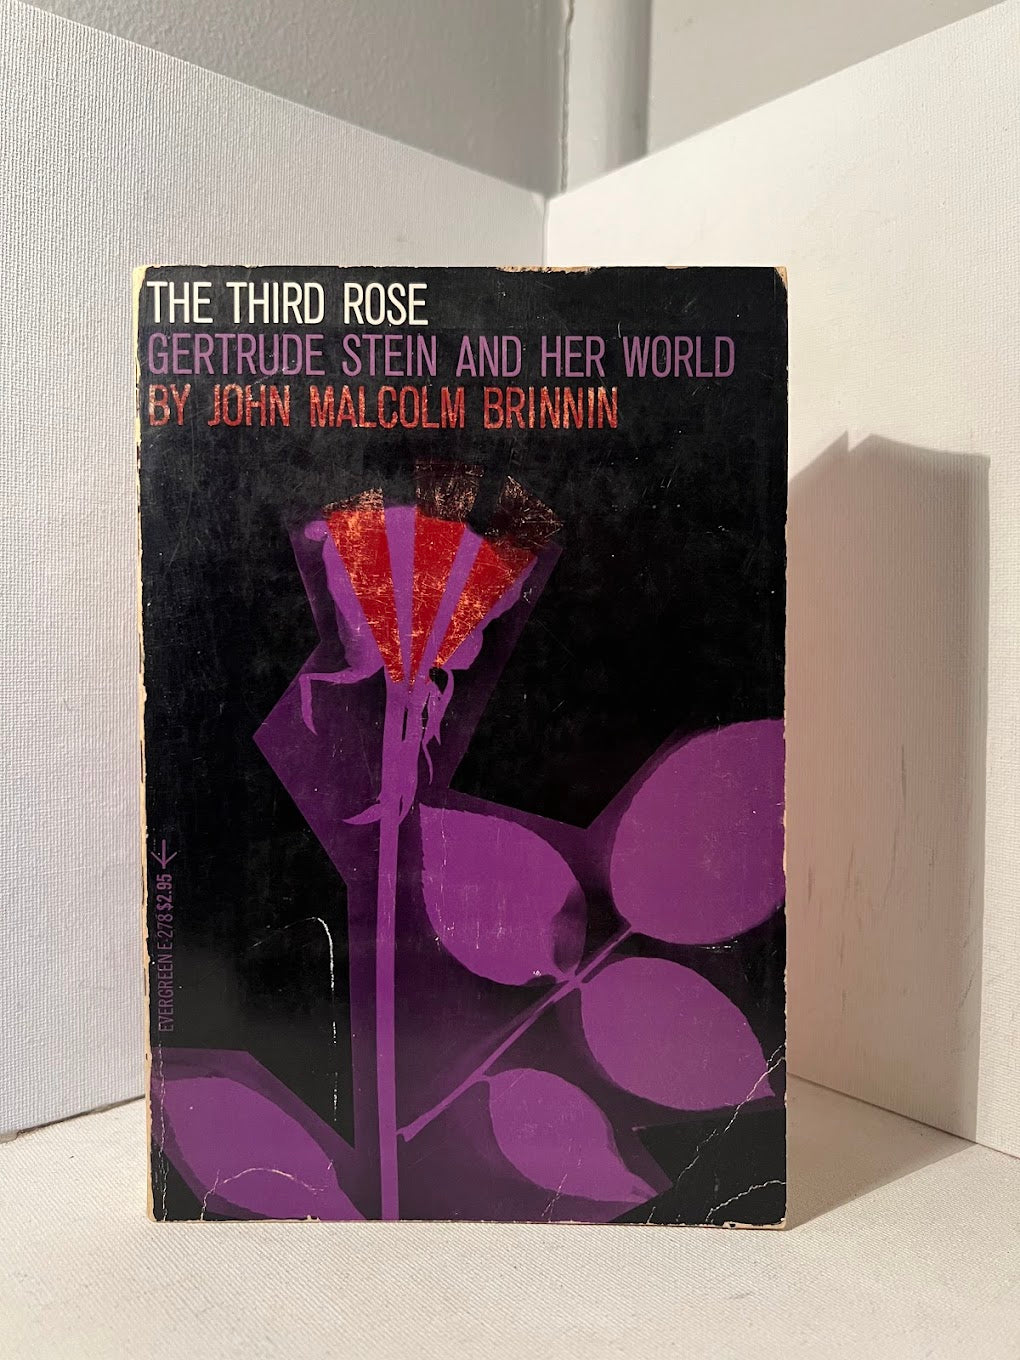 THE THIRD ROSE
GERTRUDE STEIN AND HER WORLD
BY JOHN MALCOLM BRINNIN
EVERGREEN E-278 $2.95